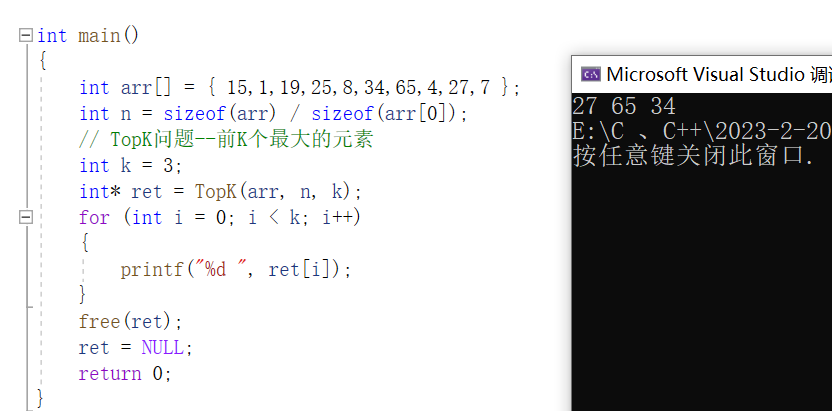 int main()
{
int arr[] = { 15,1,19,25,8,34,65,4,27,7 };
int n = sizeof(arr) / sizeof(arr[0]);
// TopK问题--前K个最大的元素
int k = 3;
int* ret = TopK(arr, n, k);
for (int i = 0; i < k; i++)
{
printf("%d ", ret[i]);
}
free(ret);
ret = NULL;
return 0;
}
Microsoft Visual Studio 调
27 65 34
E:\C 、C++\2023-2-20
按任意键关闭此窗口.